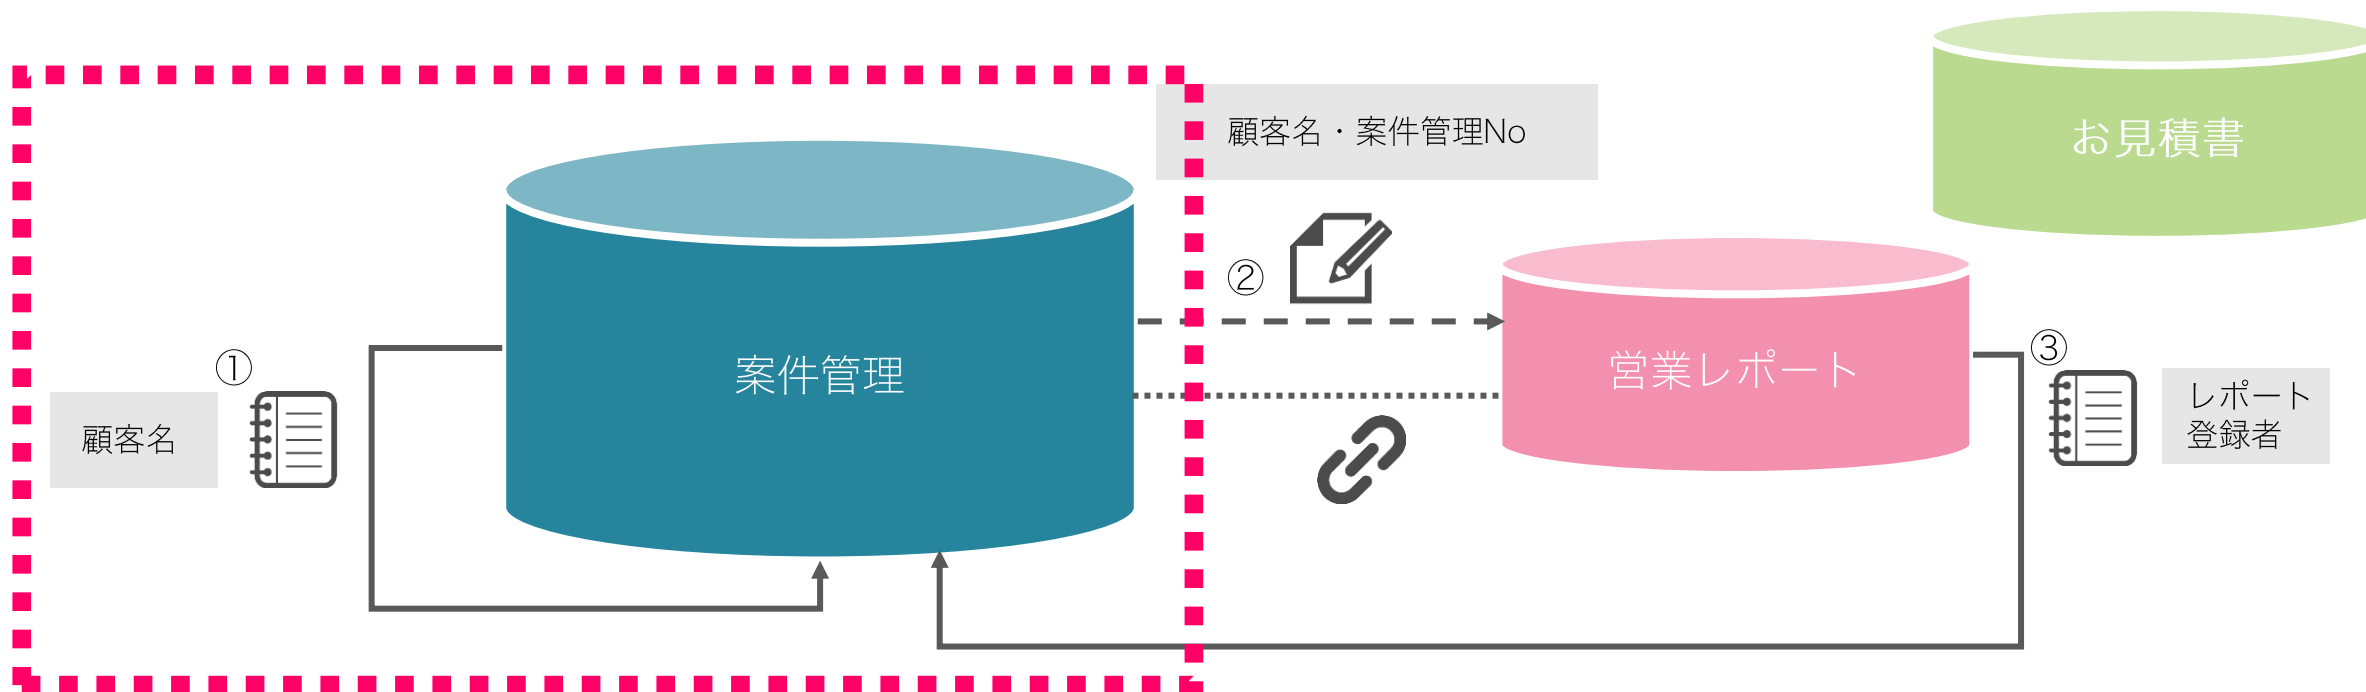 お見積書
顧客名・案件管理No
②
①
③
案件管理
営業レポート
顧客名
レポート
登録者